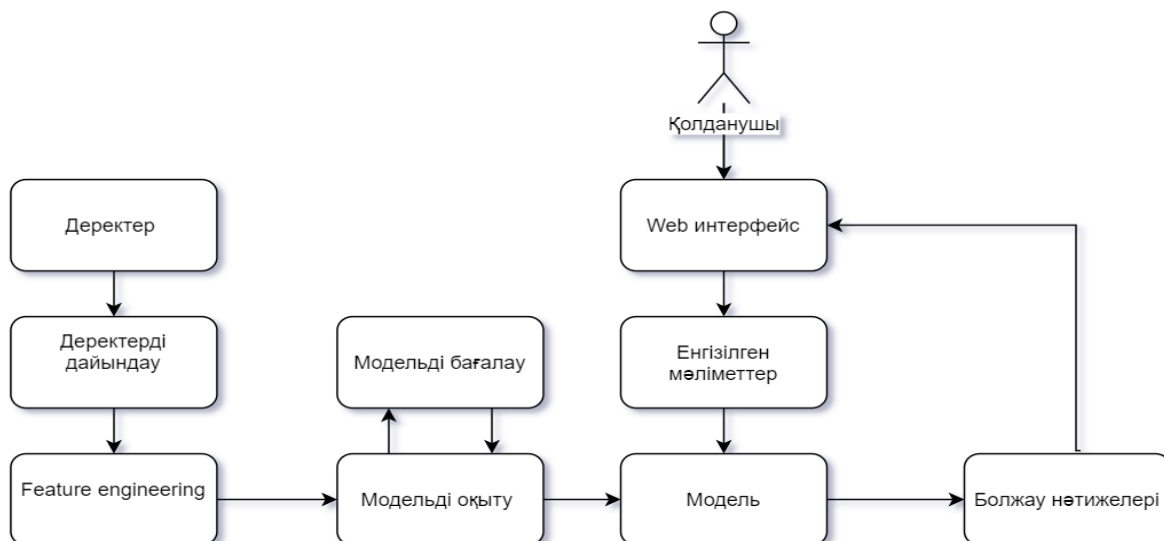 Қолданушы
Деректер
Web интерфейс
Деректерді
дайындау
Модельді бағалау
Енгізілген
мәліметтер
Feature engineering
Модельді оқыту
Модель
Болжау нәтижелері